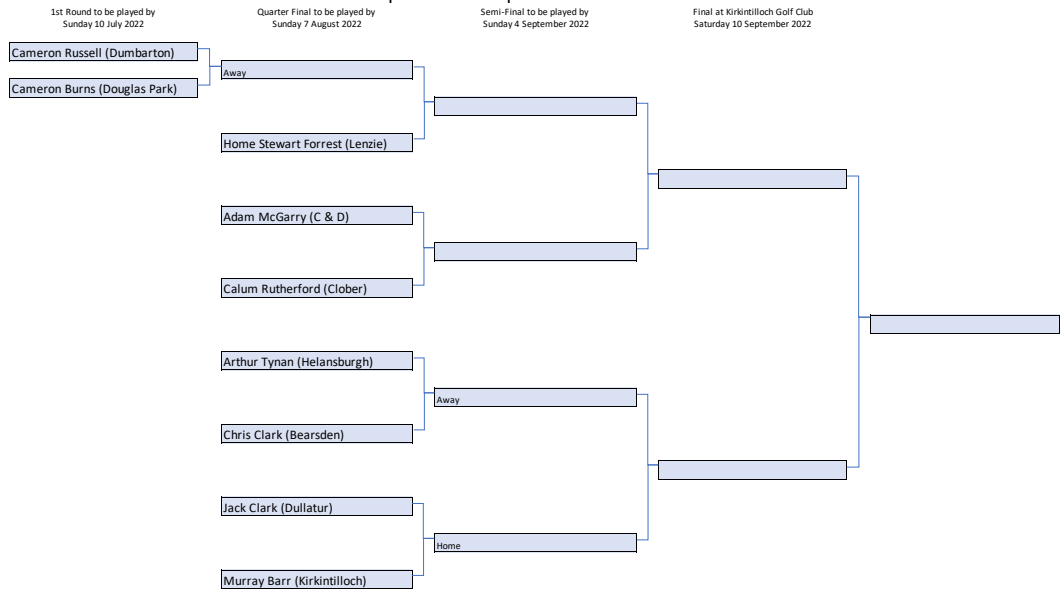 1st Round to be played by
Sunday 10 July 2022
Quarter Final to be played by
Sunday 7 August 2022
Semi-Final to be played by
Sunday 4 September 2022
Final at Kirkintilloch Golf Club
Saturday 10 September 2022
Cameron Russell (Dumbarton)
Cameron Burns (Douglas Park)
Away
Home Stewart Forrest (Lenzie)
Adam McGarry (C & D)
Calum Rutherford (Clober)
Arthur Tynan (Helansburgh)
Chris Clark (Bearsden)
Jack Clark (Dullatur)
Murray Barr (Kirkintilloch)
Away
Home